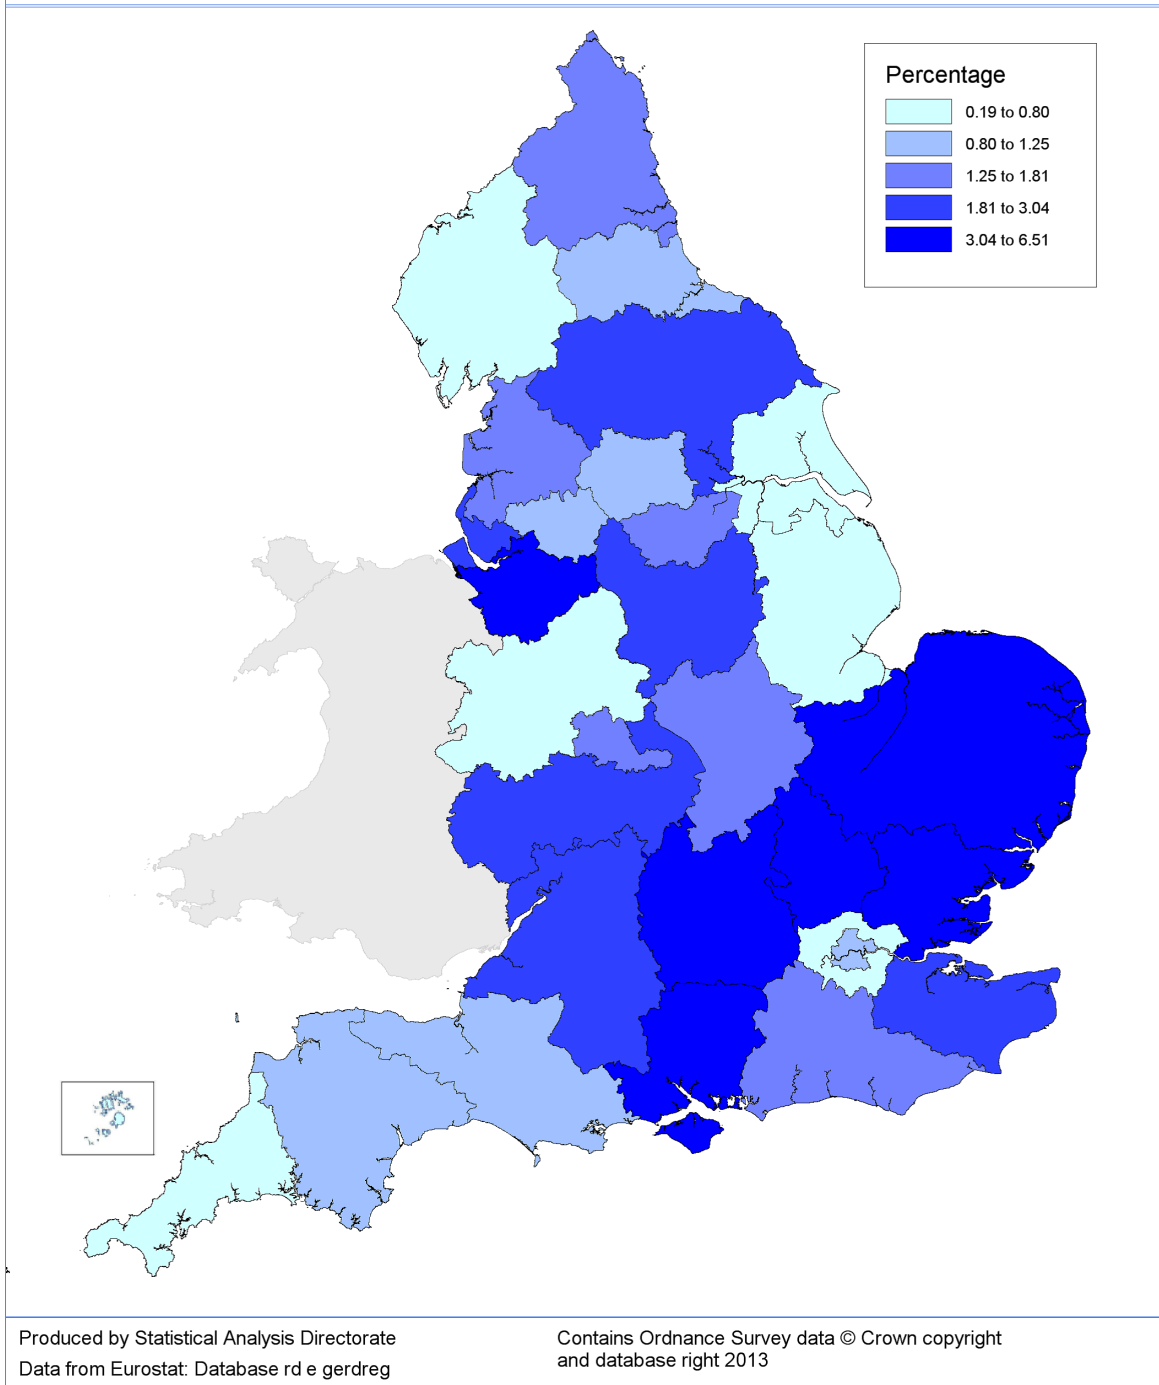 Percentage
0.19 to 0.80
0.80 to 1.25
1.25 to 1.81
1.81 to 3.04
3.04 to 6.51
Produced by Statistical Analysis Directorate
Data from Eurostat: Database rd e gerdreg
Contains Ordnance Survey data © Crown copyright
and database right 2013